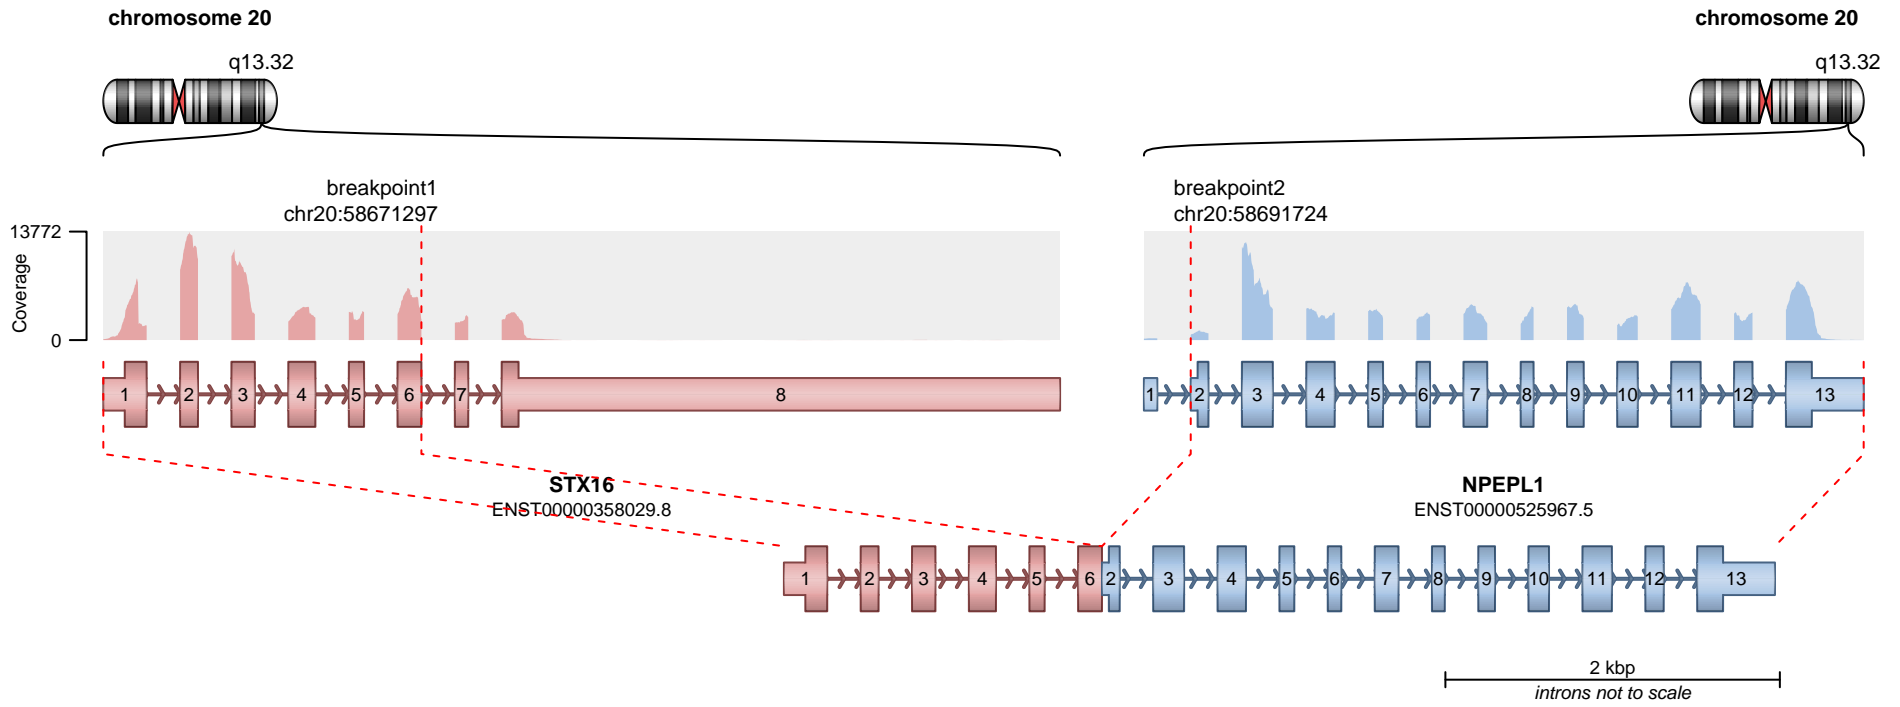 chromosome 20
chromosome 20
q13.32
q13.32
breakpoint1
chr20:58671297
breakpoint2
chr20:58691724
13772
Coverage
0
1 2 3 4 5 6 7 8
1 2 3 4 5 6 7 8 9 10 11 12 13
STX16
ENST00000358029.8
NPEPL1
ENST00000525967.5
1 2 3 4 5 6 2 3 4 5 6 7 8 9 10 11 12 13
2 kbp
introns not to scale